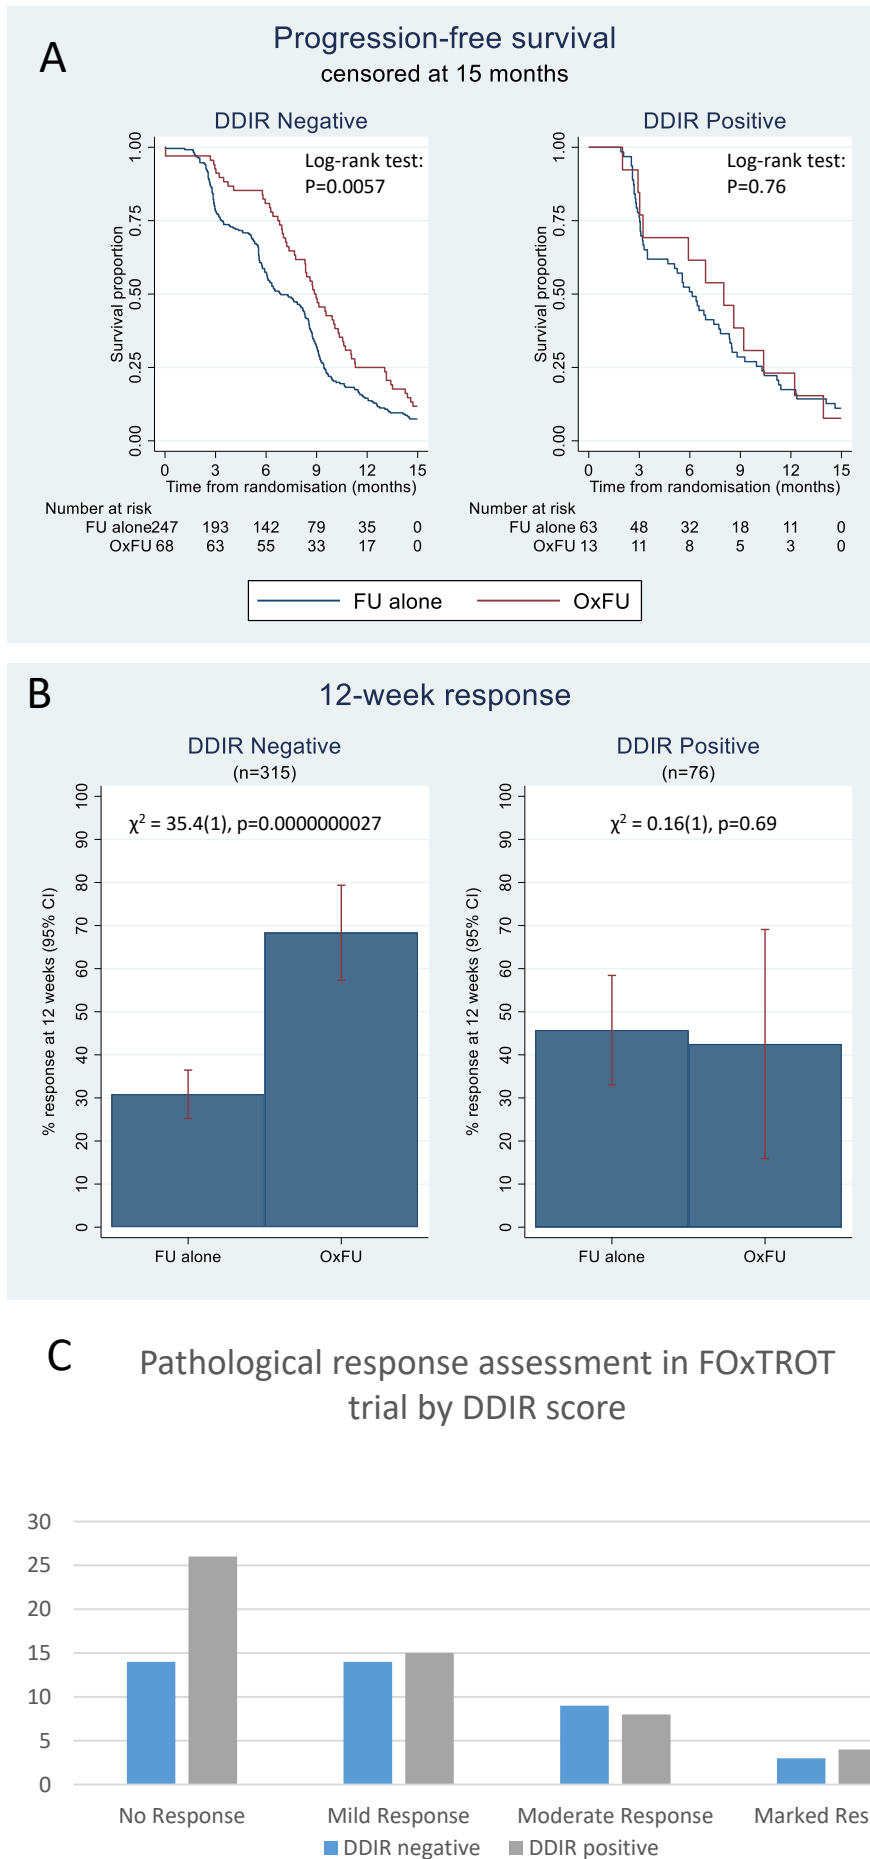 A
Progression-free survival
censored at 15 months
DDIR Negative
Log-rank test:
P=0.0057
Survival proportion
1.00
0.75
0.50
0.25
0.00
0 3 6 9 12 15
Time from randomisation (months)
Number at risk
FU alone 247 193 142 79 35 0
OxFU 68 63 55 33 17 0
DDIR Positive
Log-rank test:
P=0.76
Survival proportion
1.00
0.75
0.50
0.25
0.00
0 3 6 9 12 15
Time from randomisation (months)
Number at risk
FU alone 63 48 32 18 11 0
OxFU 13 11 8 5 3 0
FU alone OxFU
B
12-week response
DDIR Negative
(n=315)
χ² = 35.4(1), p=0.0000000027
% response at 12 weeks (95% CI)
100
90
80
70
60
50
40
30
20
10
0
FU alone OxFU
DDIR Positive
(n=76)
χ² = 0.16(1), p=0.69
% response at 12 weeks (95% CI)
100
90
80
70
60
50
40
30
20
10
0
FU alone OxFU
C
Pathological response assessment in FOxTROT
trial by DDIR score
30
25
20
15
10
5
0
No Response Mild Response Moderate Response Marked Res
DDIR negative DDIR positive